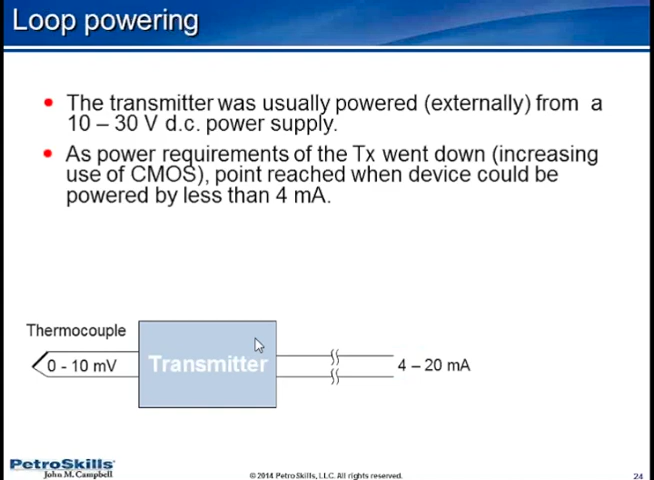 Loop powering
• The transmitter was usually powered (externally) from a
10 – 30 V d.c. power supply.
• As power requirements of the Tx went down (increasing
use of CMOS), point reached when device could be
powered by less than 4 mA.
Thermocouple
0 - 10 mV
Transmitter
4 – 20 mA
PetroSkills
John M. Campbell
© 2014 PetroSkills, LLC. All rights reserved.
24